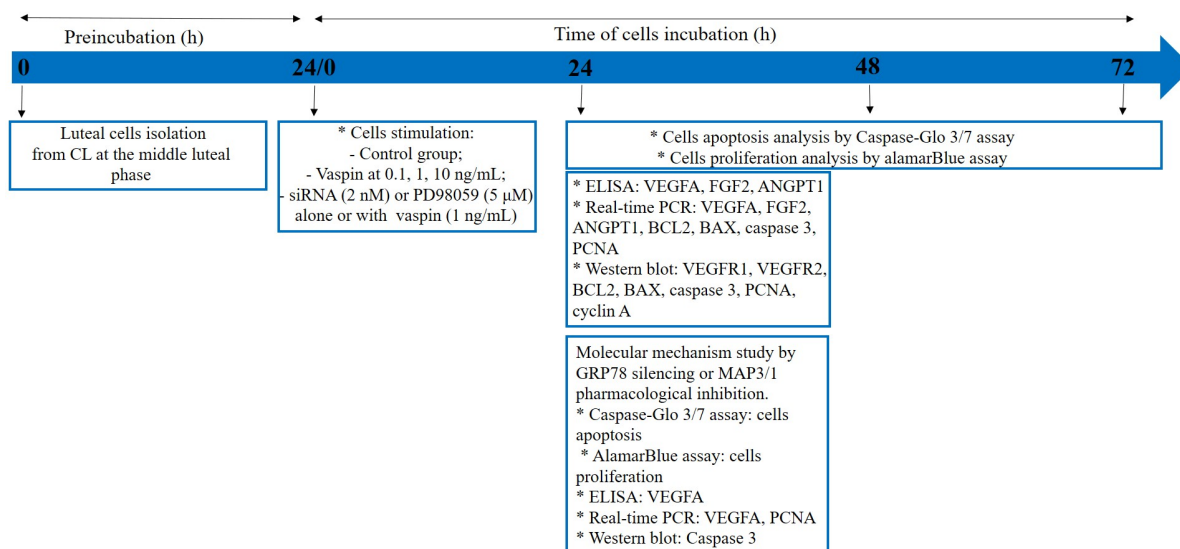 Preincubation (h)
Time of cells incubation (h)
0
24/0
24
48
72
Luteal cells isolation
from CL at the middle luteal
phase
* Cells stimulation:
- Control group;
- Vaspin at 0.1, 1, 10 ng/mL;
- siRNA (2 nM) or PD98059 (5 μM)
alone or with vaspin (1 ng/mL)
* Cells apoptosis analysis by Caspase-Glo 3/7 assay
* Cells proliferation analysis by alamarBlue assay
* ELISA: VEGFA, FGF2, ANGPT1
* Real-time PCR: VEGFA, FGF2,
ANGPT1, BCL2, BAX, caspase 3,
PCNA
* Western blot: VEGFR1, VEGFR2,
BCL2, BAX, caspase 3, PCNA,
cyclin A
Molecular mechanism study by
GRP78 silencing or MAP3/1
pharmacological inhibition.
* Caspase-Glo 3/7 assay: cells
apoptosis
* AlamarBlue assay: cells
proliferation
* ELISA: VEGFA
* Real-time PCR: VEGFA, PCNA
* Western blot: Caspase 3